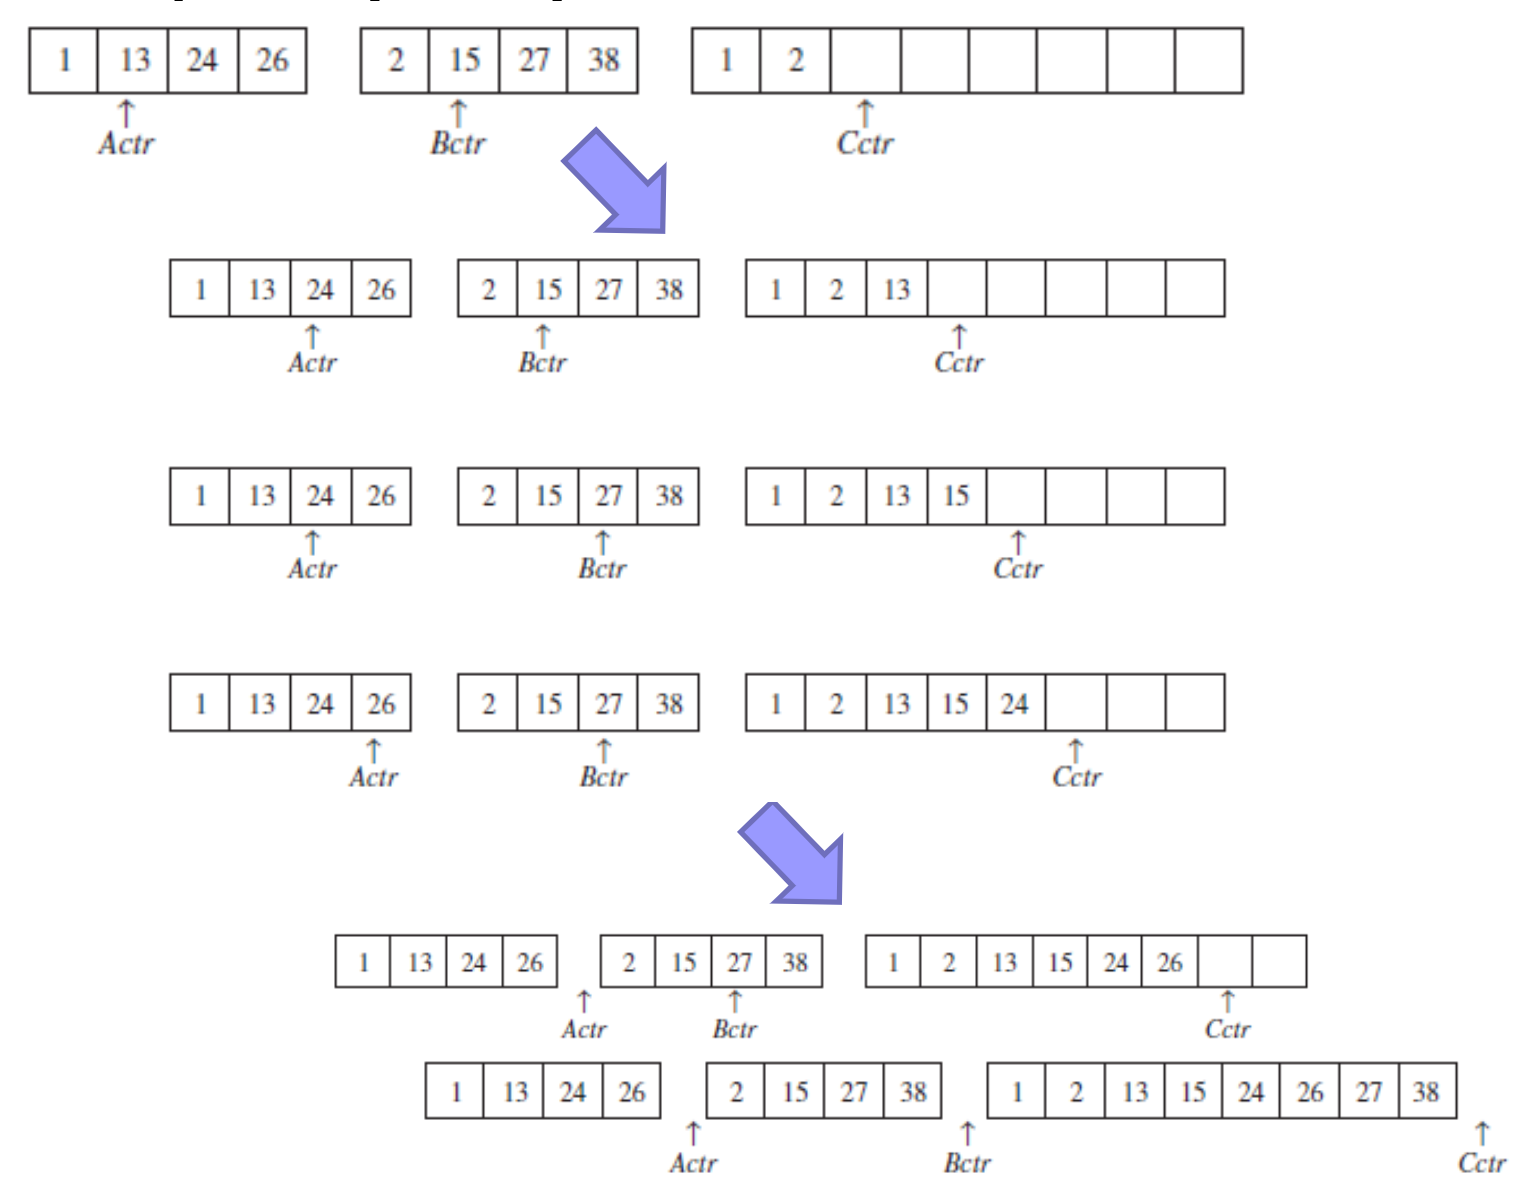 1 13 24 26 2 15 27 38 1 2
Actr Bctr Cctr
1 13 24 26 2 15 27 38 1 2 13
Actr Bctr Cctr
1 13 24 26 2 15 27 38 1 2 13 15
Actr Bctr Cctr
1 13 24 26 2 15 27 38 1 2 13 15 24
Actr Bctr Cctr
1 13 24 26 2 15 27 38 1 2 13 15 24 26
Actr Bctr Cctr
1 13 24 26 2 15 27 38 1 2 13 15 24 26 27 38
Actr Bctr Cctr